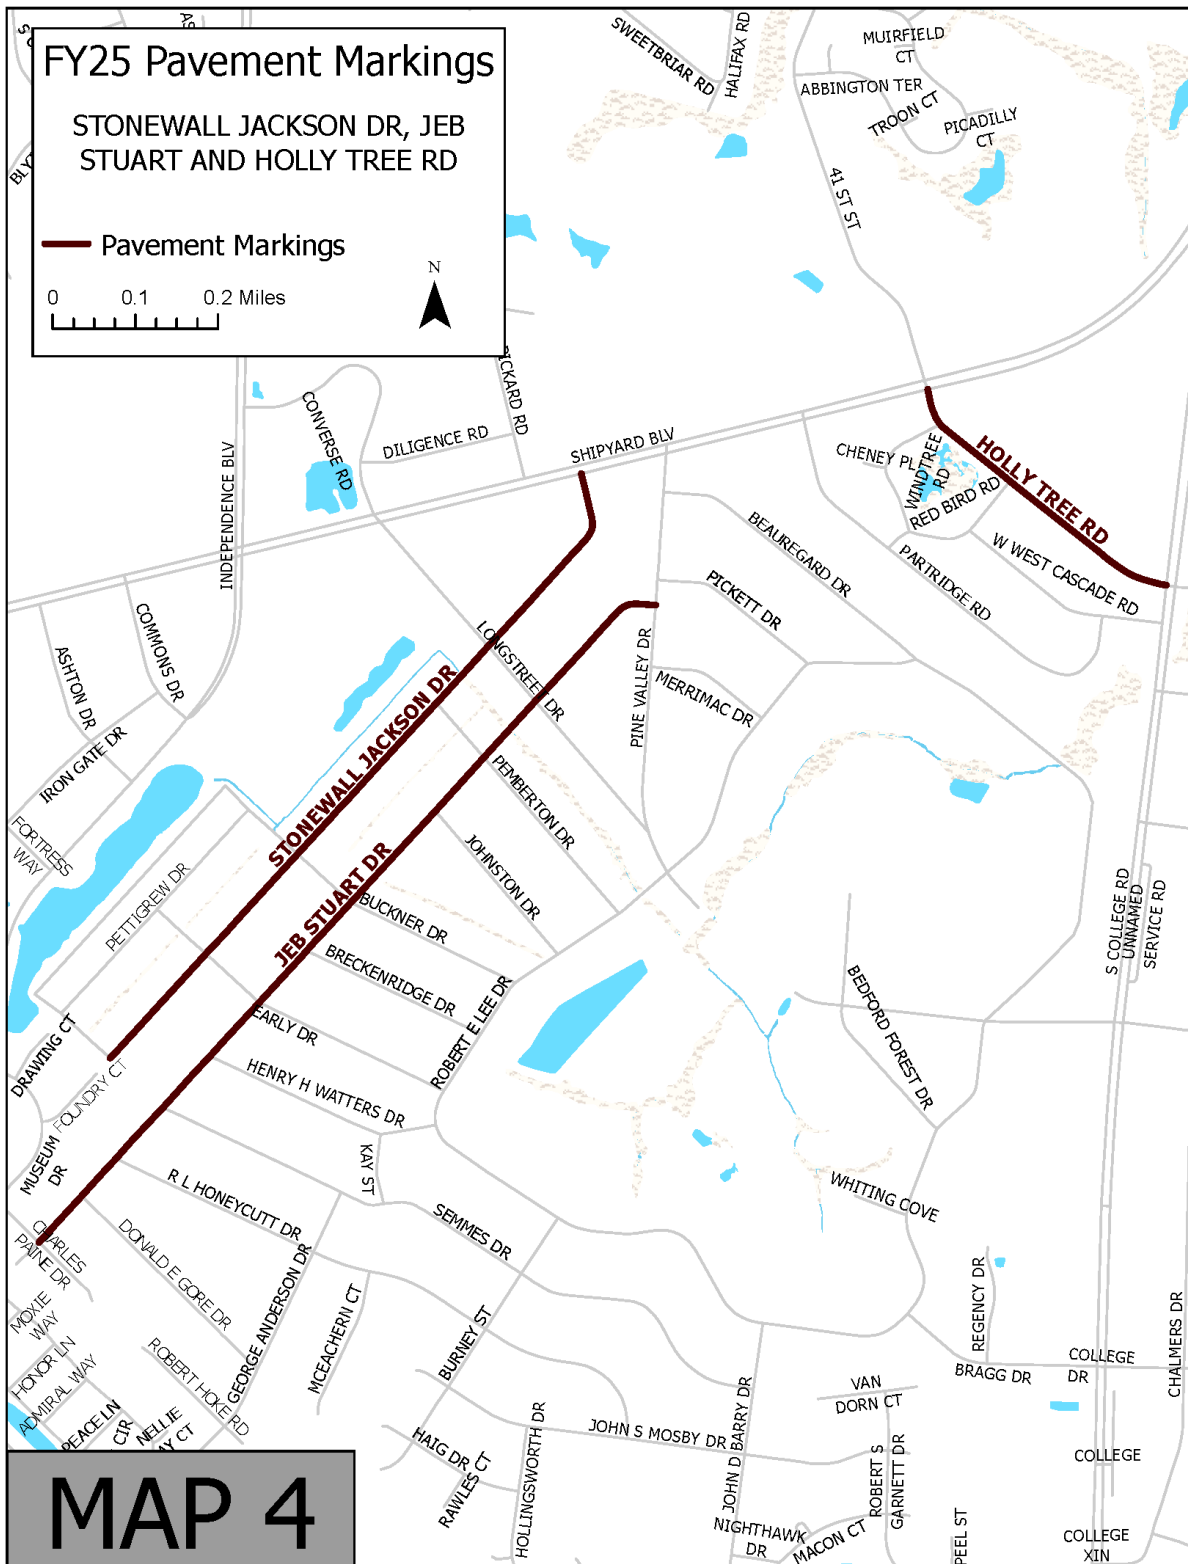 FY25 Pavement Markings
STONEWALL JACKSON DR, JEB
STUART AND HOLLY TREE RD
Pavement Markings
0 0.1 0.2 Miles
N
SWEETBRIAR RD
HALIFAX RD
MUIRFIELD
CT
ABBINGTON TER
TROON CT
PICADILLY
CT
41 ST ST
CONVERSE RD
DILIGENCE RD
SHIPYARD BLV
INDEPENDENCE BLV
CHENEY PL
WINDTREE
RD
RED BIRD RD
HOLLY TREE RD
W WEST CASCADE RD
PARTRIDGE RD
BEAUREGARD DR
PICKETT DR
PINE VALLEY DR
MERRIMAC DR
LONGSTREET DR
COMMONS DR
ASHTON DR
IRON GATE DR
FORTRESS
WAY
STONEWALL JACKSON DR
PEMBERTON DR
JOHNSTON DR
JEB STUART DR
PETTIGREW DR
BUCKNER DR
BRECKENRIDGE DR
EARLY DR
ROBERT E LEE DR
HENRY H WATTERS DR
DRAWING CT
FOUNDRY CT
MUSEUM
DR
KAY ST
R L HONEYCUTT DR
SEMMES DR
S COLLEGE RD
UNNAMED
SERVICE RD
BEDFORD FOREST DR
WHITING COVE
CHARLES
PAINE DR
DONALD E GORE DR
GEORGE ANDERSON DR
MCEACHERN CT
BURNEY ST
MOXIE
WAY
HONOR LN
ADMIRAL WAY
ROBERT HOKE RD
PEACE LN
CIR
NELLIE
AY CT
REGENCY DR
BRAGG DR
COLLEGE
DR
CHALMERS DR
VAN
DORN CT
JOHN S MOSBY DR
JOHN D BARRY DR
HAIG DR
RAWLES CT
HOLLINGSWORTH DR
ROBERT S
GARNETT DR
NIGHTHAWK
DR
MACON CT
PEEL ST
COLLEGE
COLLEGE
XIN
MAP 4